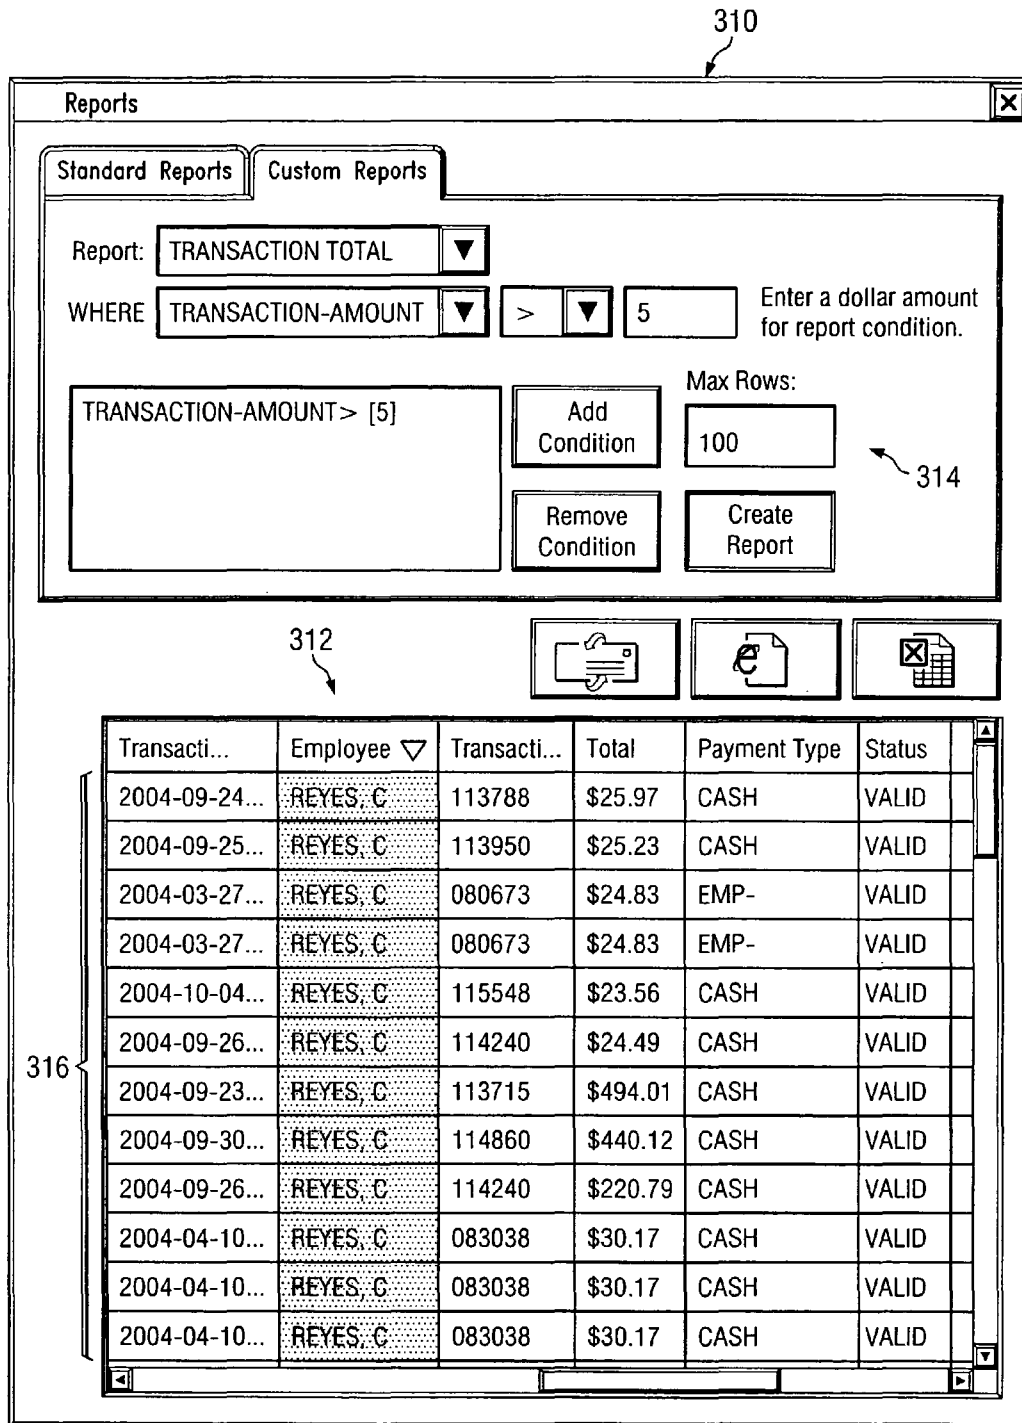 310
Reports
Standard Reports Custom Reports
Report: TRANSACTION TOTAL
WHERE TRANSACTION-AMOUNT > 5 Enter a dollar amount
for report condition.
Max Rows:
TRANSACTION-AMOUNT> [5] Add
Condition 100
314
Remove
Condition Create
Report
312
Transacti... Employee Transacti... Total Payment Type Status
2004-09-24... REYES, C 113788 $25.97 CASH VALID
2004-09-25... REYES, C 113950 $25.23 CASH VALID
2004-03-27... REYES, C 080673 $24.83 EMP- VALID
2004-03-27... REYES, C 080673 $24.83 EMP- VALID
2004-10-04... REYES, C 115548 $23.56 CASH VALID
2004-09-26... REYES, C 114240 $24.49 CASH VALID
316
2004-09-23... REYES, C 113715 $494.01 CASH VALID
2004-09-30... REYES, C 114860 $440.12 CASH VALID
2004-09-26... REYES, C 114240 $220.79 CASH VALID
2004-04-10... REYES, C 083038 $30.17 CASH VALID
2004-04-10... REYES, C 083038 $30.17 CASH VALID
2004-04-10... REYES, C 083038 $30.17 CASH VALID